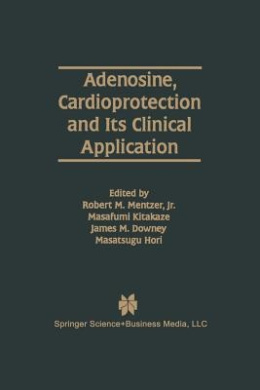 Adenosine,
Cardioprotection
and Its Clinical
Application
Edited by
Robert M. Mentzer, Jr.
Masafumi Kitakaze
James M. Downey
Masatsugu Hori
Springer Science+Business Media, LLC